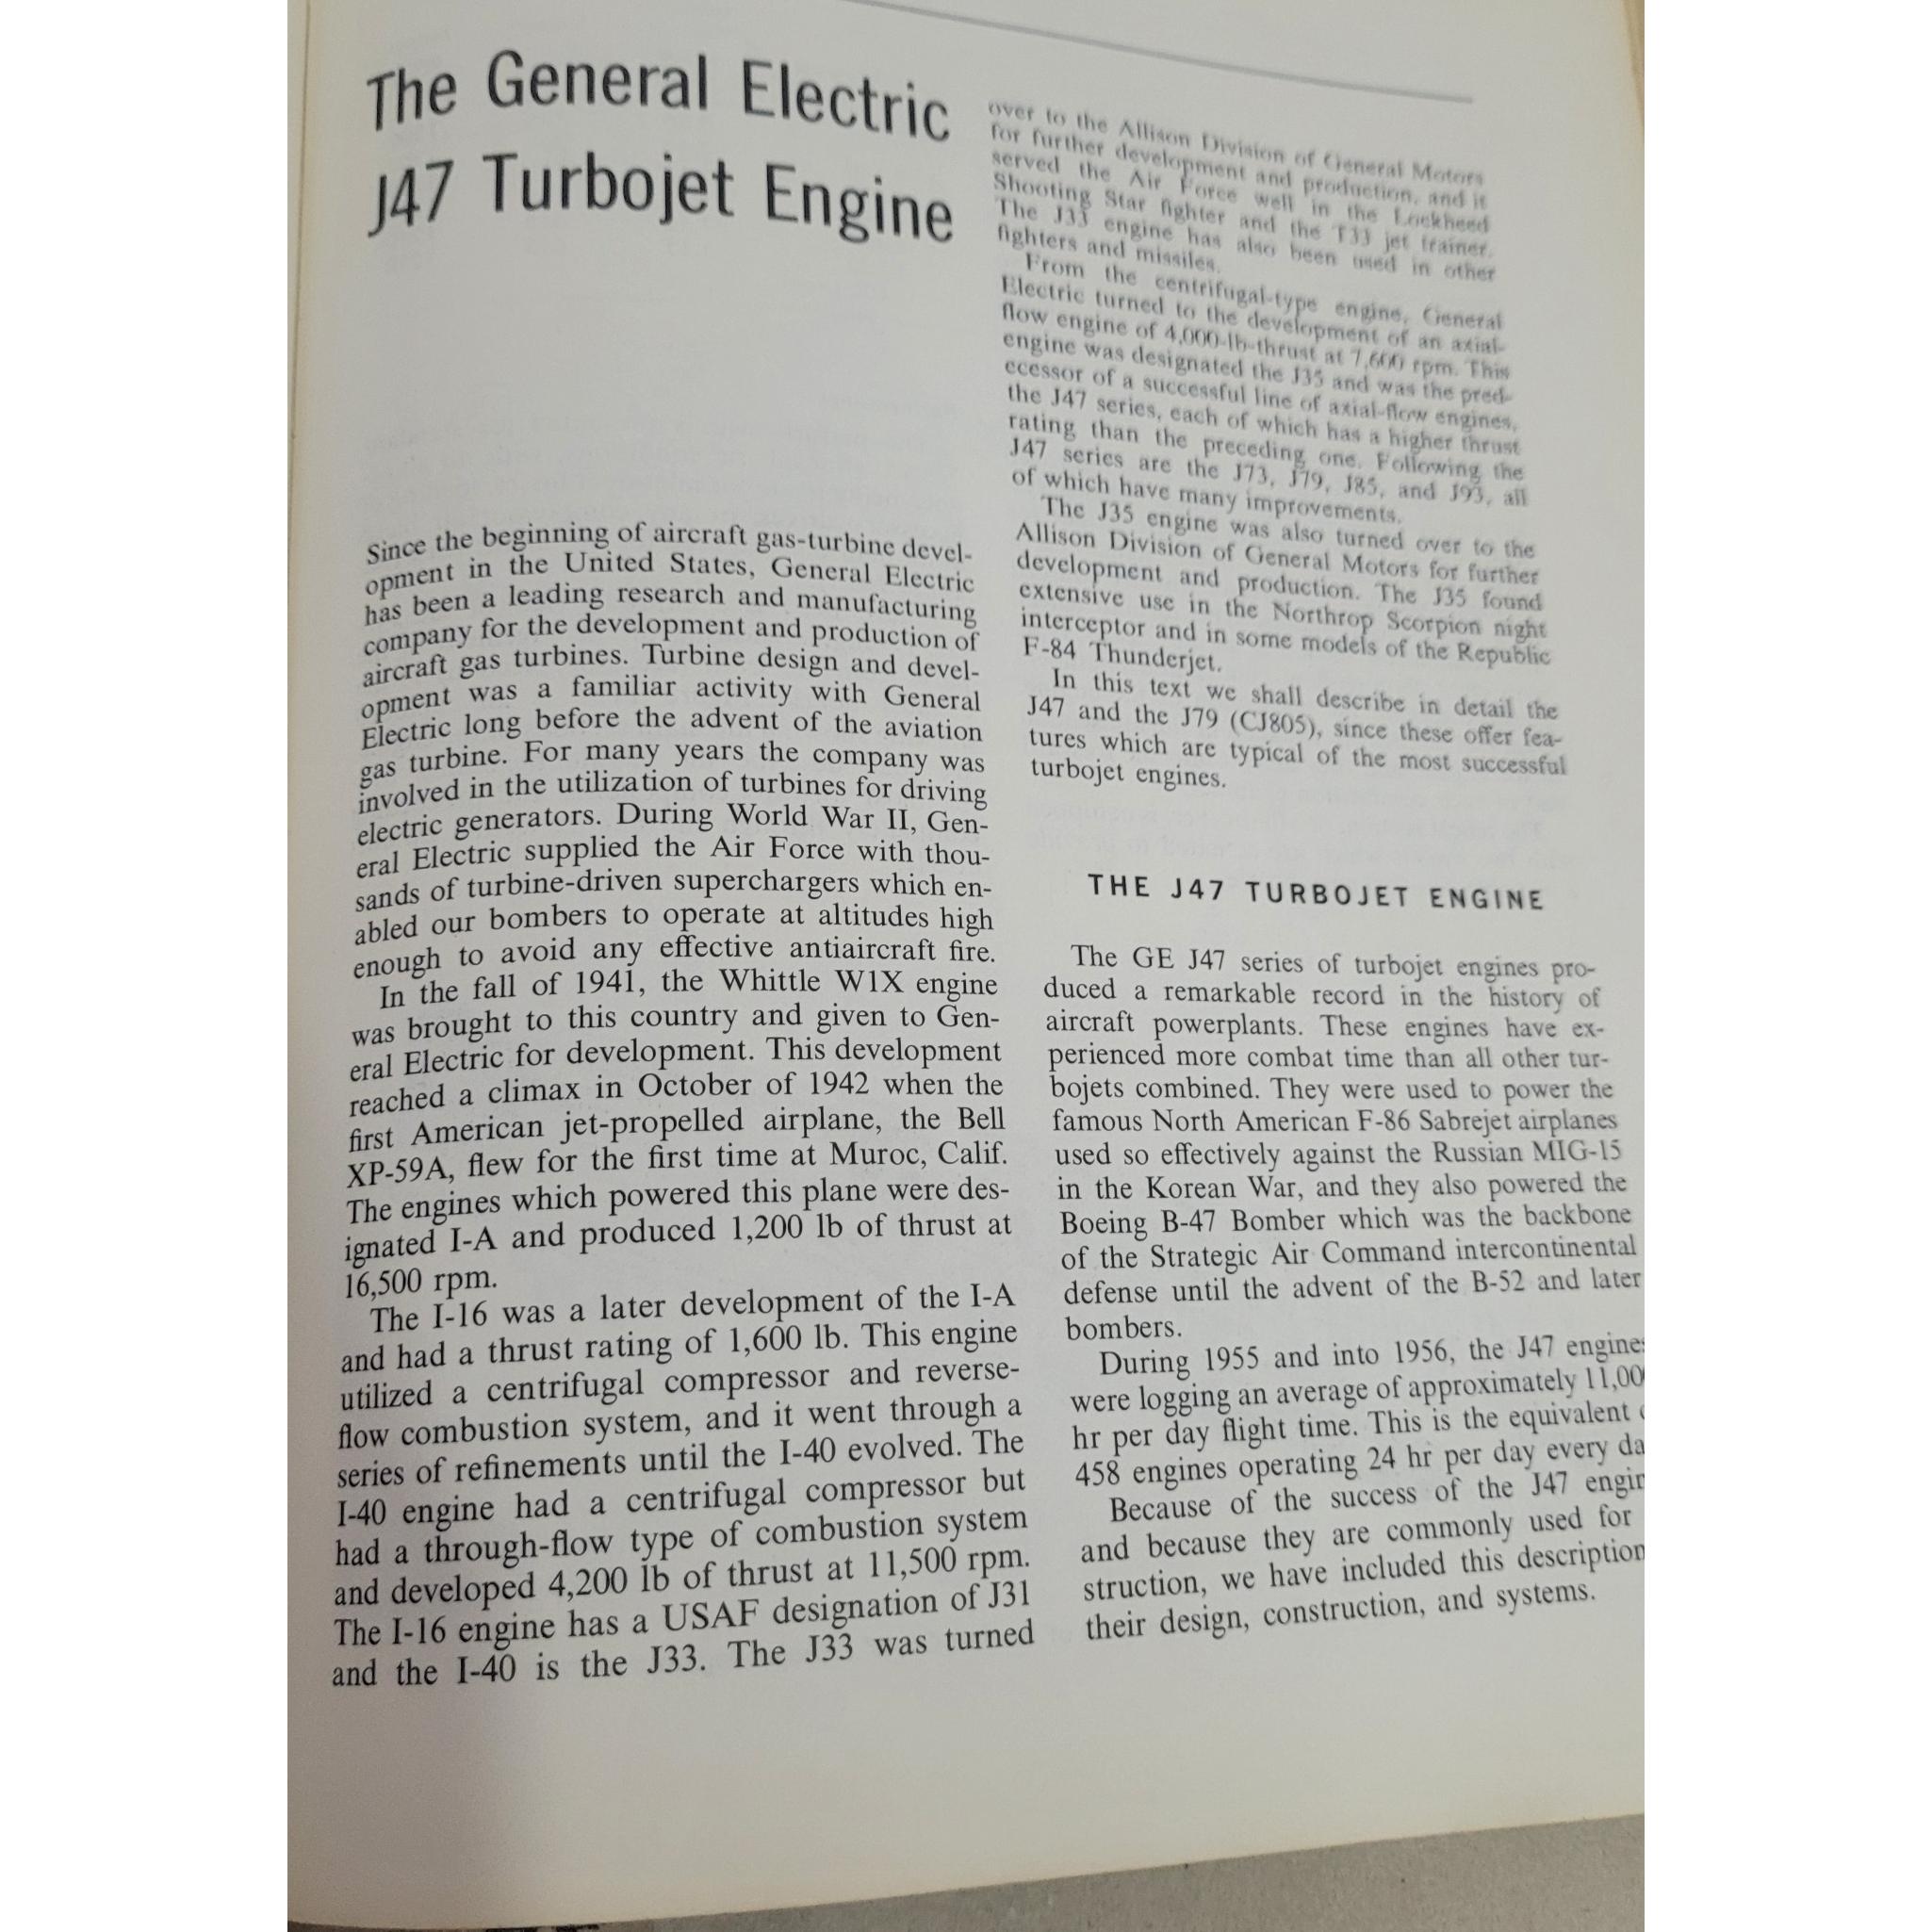 The General Electric
J47 Turbojet Engine
Since the beginning of aircraft gas-turbine devel-
opment in the United States, General Electric
has been a leading research and manufacturing
company for the development and production of
aircraft gas turbines. Turbine design and devel-
opment was a familiar activity with General
Electric long before the advent of the aviation
gas turbine. For many years the company was
involved in the utilization of turbines for driving
electric generators. During World War II, Gen-
eral Electric supplied the Air Force with thou-
sands of turbine-driven superchargers which en-
abled our bombers to operate at altitudes high
enough to avoid any effective antiaircraft fire.
In the fall of 1941, the Whittle W1X engine
was brought to this country and given to Gen-
eral Electric for development. This development
reached a climax in October of 1942 when the
first American jet-propelled airplane, the Bell
XP-59A, flew for the first time at Muroc, Calif.
The engines which powered this plane were des-
ignated I-A and produced 1,200 lb of thrust at
16,500 rpm.
The I-16 was a later development of the I-A
and had a thrust rating of 1,600 lb. This engine
utilized a centrifugal compressor and reverse-
flow combustion system, and it went through a
series of refinements until the I-40 evolved. The
I-40 engine had a centrifugal compressor but
had a through-flow type of combustion system
and developed 4,200 lb of thrust at 11,500 rpm.
The I-16 engine has a USAF designation of J31
and the I-40 is the J33. The J33 was turned
over to the Allison Division of General Motors
for further development and production, and it
served the Air Force well in the Lockheed
Shooting Star fighter and the T33 jet trainer.
The J33 engine has also been used in other
fighters and missiles.
From the centrifugal-type engine, General
Electric turned to the development of an axial-
flow engine of 4,000-lb-thrust at 7,600 rpm. This
engine was designated the J35 and was the pred-
ecessor of a successful line of axial-flow engines,
the J47 series, each of which has a higher thrust
rating than the preceding one. Following the
J47 series are the J73, J79, J85, and J93, all
of which have many improvements.
The J35 engine was also turned over to the
Allison Division of General Motors for further
development and production. The J35 found
extensive use in the Northrop Scorpion night
interceptor and in some models of the Republic
F-84 Thunderjet.
In this text we shall describe in detail the
J47 and the J79 (CJ805), since these offer fea-
tures which are typical of the most successful
turbojet engines.
THE J47 TURBOJET ENGINE
The GE J47 series of turbojet engines pro-
duced a remarkable record in the history of
aircraft powerplants. These engines have ex-
perienced more combat time than all other tur-
bojets combined. They were used to power the
famous North American F-86 Sabrejet airplanes
used so effectively against the Russian MIG-15
in the Korean War, and they also powered the
Boeing B-47 Bomber which was the backbone
of the Strategic Air Command intercontinental
defense until the advent of the B-52 and later
bombers.
During 1955 and into 1956, the J47 engine
were logging an average of approximately 11,00
hr per day flight time. This is the equivalent
458 engines operating 24 hr per day every da
Because of the success of the J47 engin
and because they are commonly used for
struction, we have included this description
their design, construction, and systems.